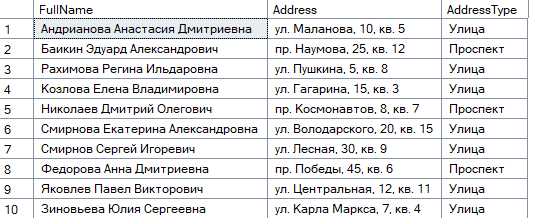 FullName Address AddressType
1 Андрианова Анастасия Дмитриевна ул. Маланова, 10, кв. 5 Улица
2 Баикин Эдуард Александрович пр. Наумова, 25, кв. 12 Проспект
3 Рахимова Регина Ильдаровна ул. Пушкина, 5, кв. 8 Улица
4 Козлова Елена Владимировна ул. Гагарина, 15, кв. 3 Улица
5 Николаев Дмитрий Олегович пр. Космонавтов, 8, кв. 7 Проспект
6 Смирнова Екатерина Александровна ул. Володарского, 20, кв. 15 Улица
7 Смирнов Сергей Игоревич ул. Лесная, 30, кв. 9 Улица
8 Федорова Анна Дмитриевна пр. Победы, 45, кв. 6 Проспект
9 Яковлев Павел Викторович ул. Центральная, 12, кв. 11 Улица
10 Зиновьева Юлия Сергеевна ул. Карла Маркса, 7, кв. 4 Улица